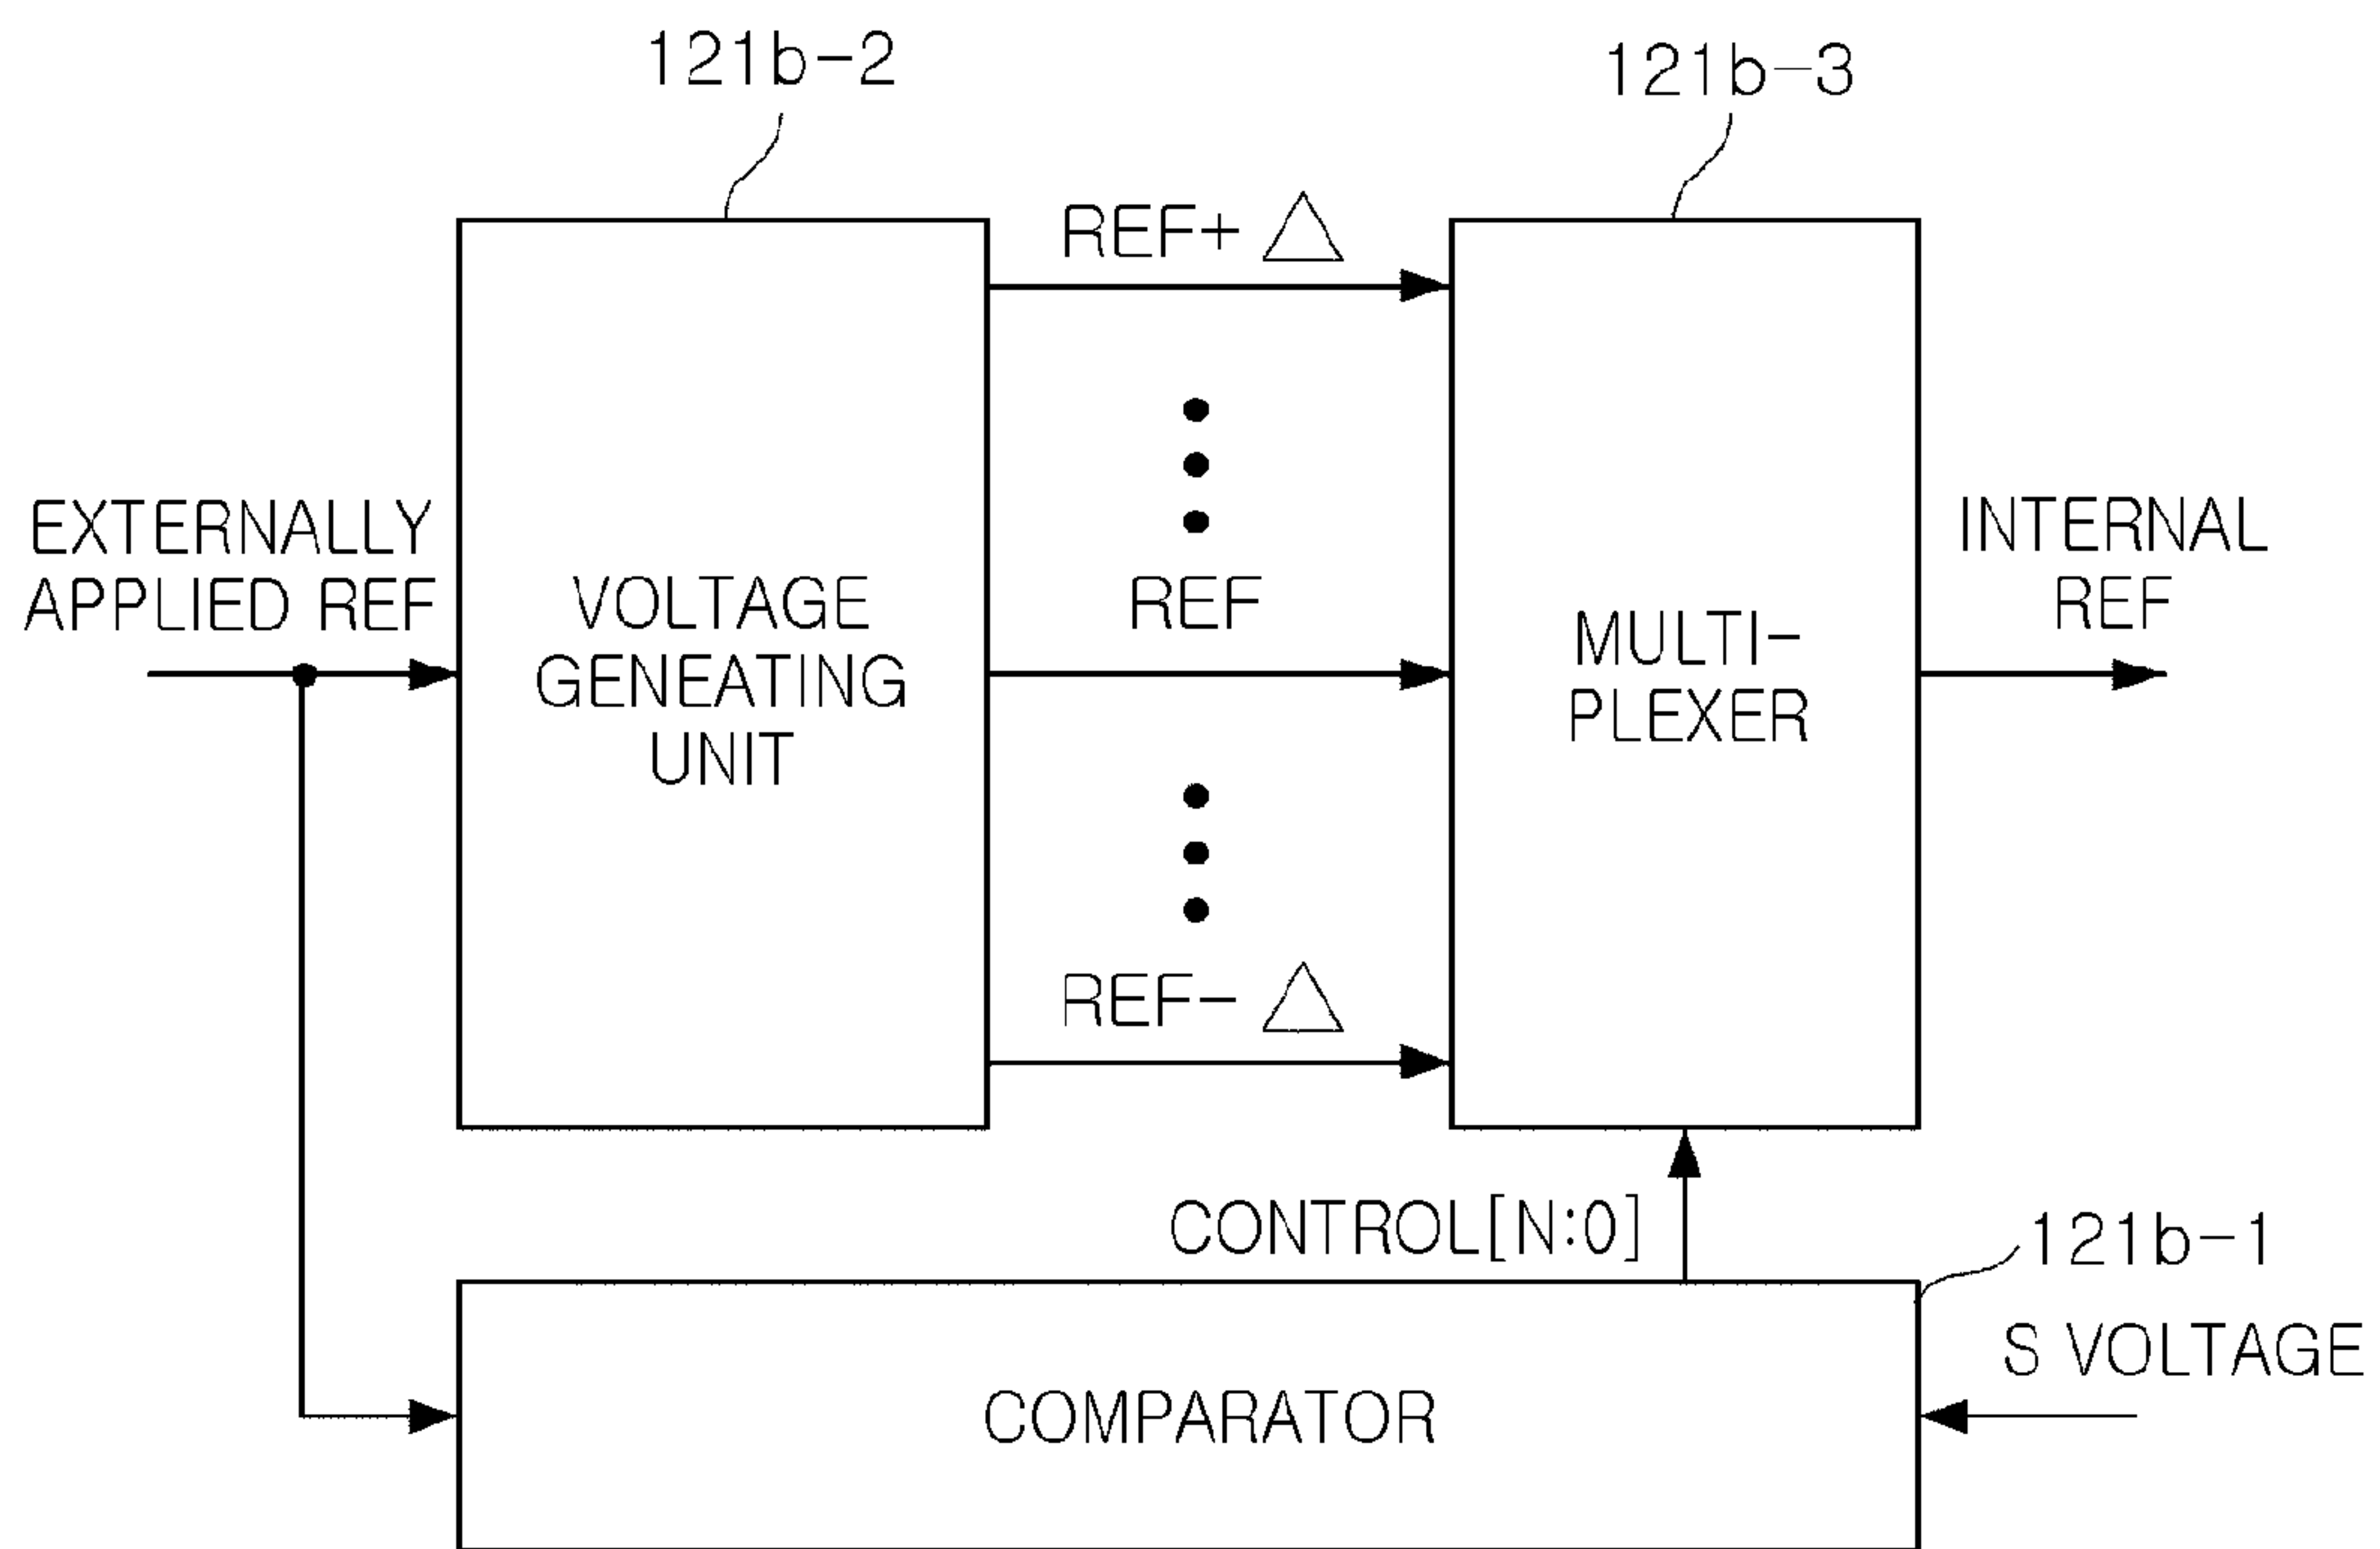 121b-2
121b-3
REF+ △
EXTERNALLY
APPLIED REF
VOLTAGE
GENEATING
UNIT
REF
MULTI-
PLEXER
INTERNAL
REF
REF- △
CONTROL[N:0]
121b-1
S VOLTAGE
COMPARATOR